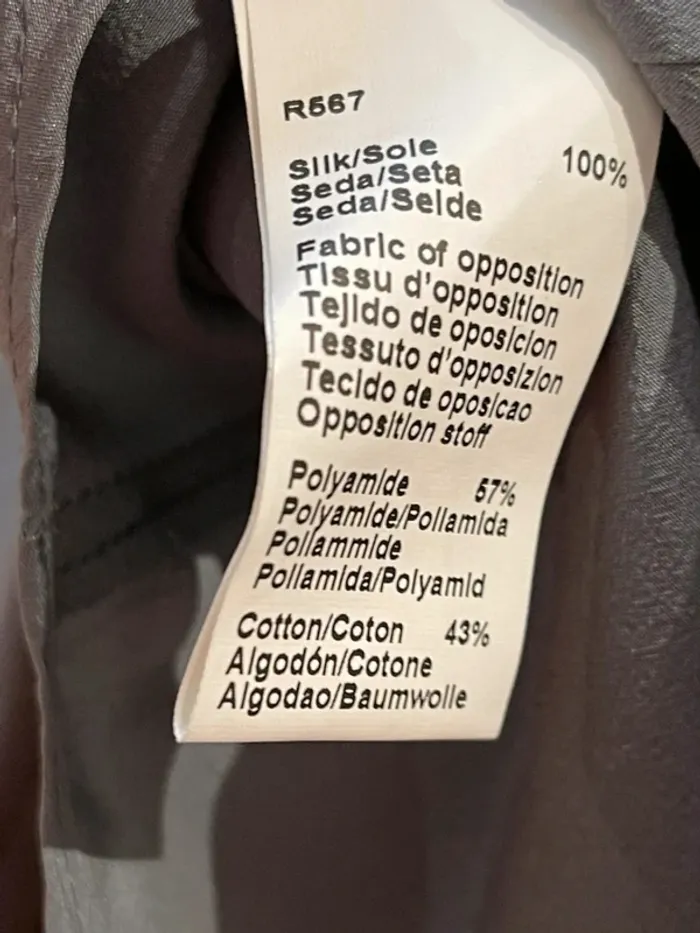 R567
Silk/Soie 100%
Seda/Seta
Seda/Seide
Fabric of opposition
Tissu d'opposition
Tejido de oposicion
Tessuto d'opposizion
Tecido de oposicao
Opposition stoff
Polyamide 57%
Polyamide/Poliamida
Poliammide
Poliamida/Polyamid
Cotton/Coton 43%
Algodón/Cotone
Algodao/Baumwolle